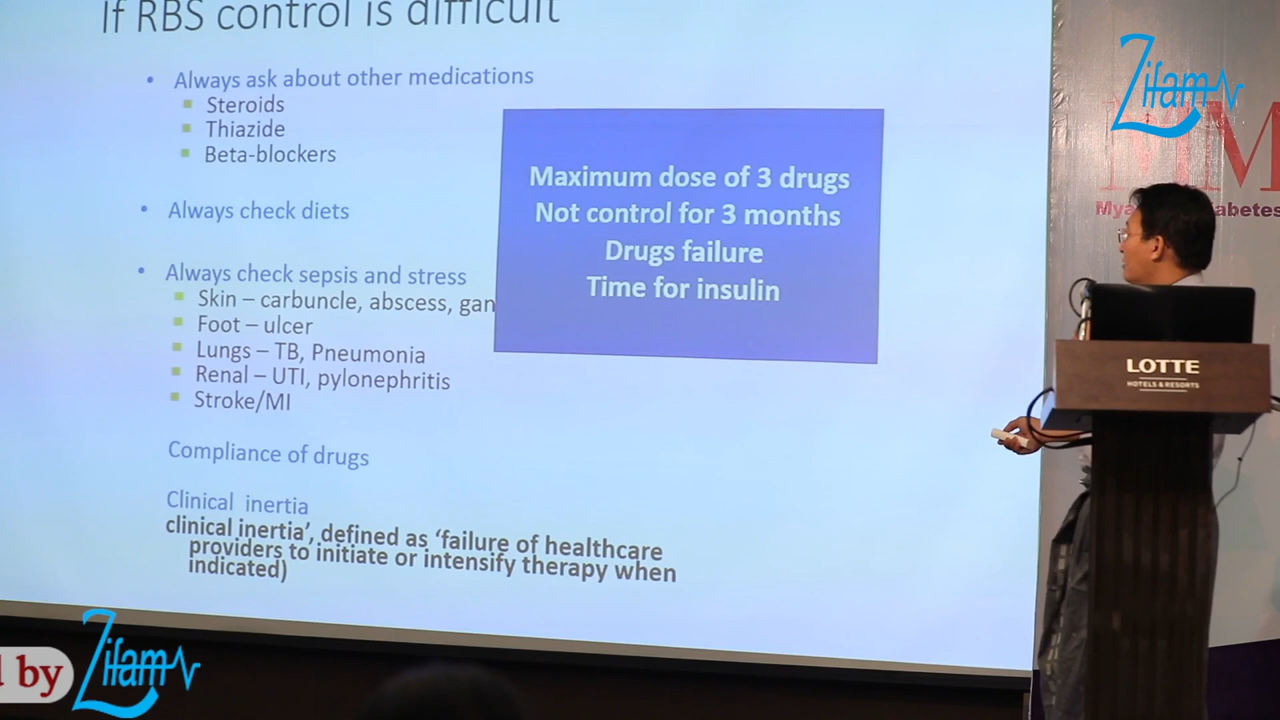 If RBS control is difficult
Always ask about other medications
Steroids
Thiazide
Beta-blockers
Always check diets
Always check sepsis and stress
Skin – carbuncle, abscess, gan
Foot – ulcer
Lungs – TB, Pneumonia
Renal – UTI, pylonephritis
Stroke/MI
Compliance of drugs
Clinical inertia
clinical inertia’, defined as ‘failure of healthcare
providers to initiate or intensify therapy when
indicated)
Maximum dose of 3 drugs
Not control for 3 months
Drugs failure
Time for insulin
Zifam
MM
LOTTE
HOTELS & RESORTS
by
Zifam